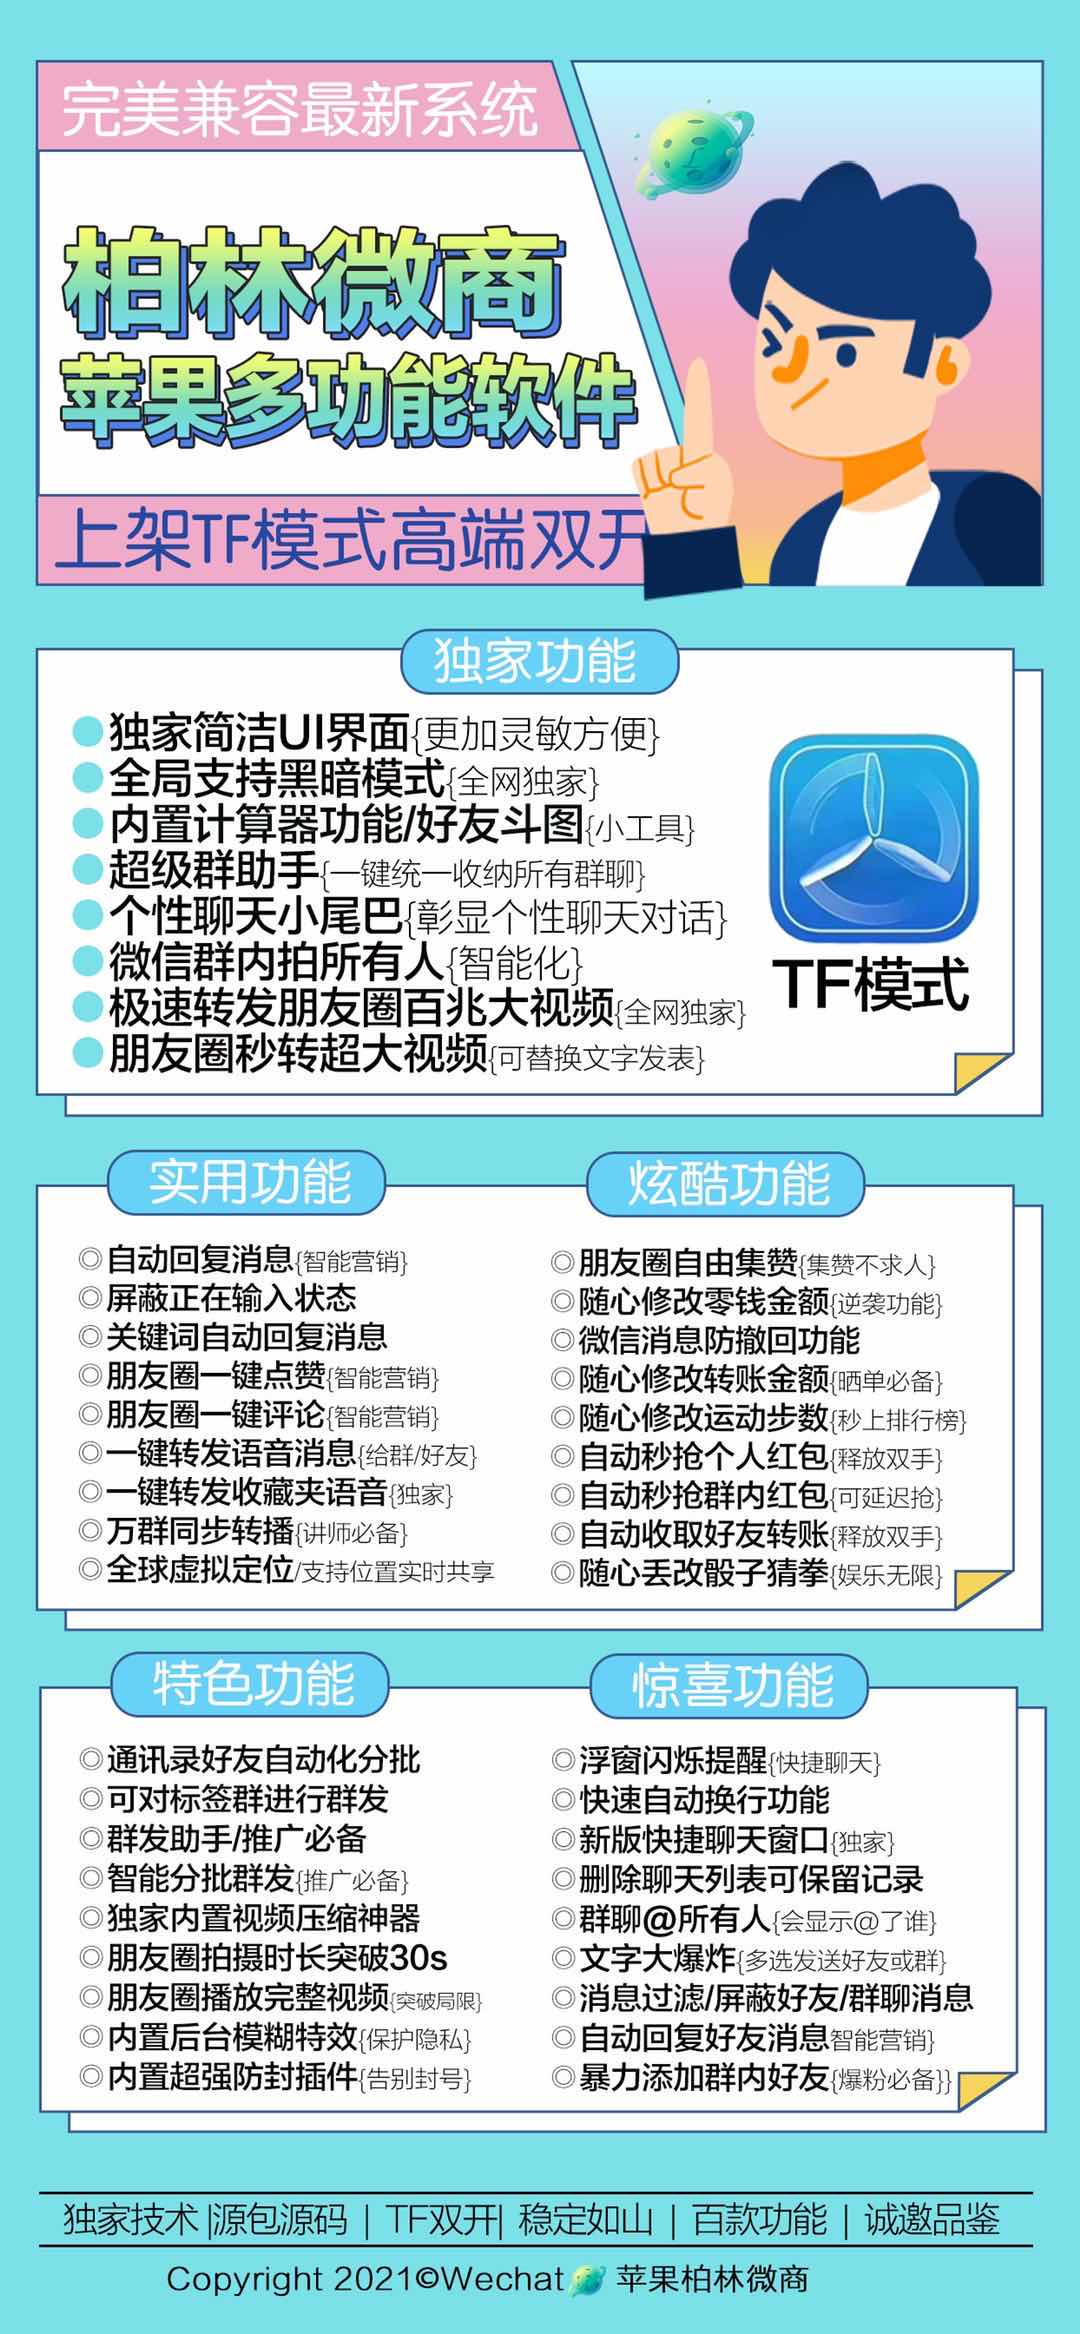 完美兼容最新系统
柏林微商
苹果多功能软件
上架TF模式高端双开
独家功能
独家简洁UI界面{更加灵敏方便}
全局支持黑暗模式{全网独家}
内置计算器功能/好友斗图{小工具}
超级群助手{一键统一收纳所有群聊}
个性聊天小尾巴{彰显个性聊天对话}
微信群内拍所有人{智能化}
极速转发朋友圈百兆大视频{全网独家}
朋友圈秒转超大视频{可替换文字发表}
TF模式
实用功能
◎自动回复消息{智能营销}
◎屏蔽正在输入状态
◎关键词自动回复消息
◎朋友圈一键点赞{智能营销}
◎朋友圈一键评论{智能营销}
◎一键转发语音消息{给群/好友}
◎一键转发收藏夹语音{独家}
◎万群同步转播{讲师必备}
◎全球虚拟定位/支持位置实时共享
炫酷功能
◎朋友圈自由集赞{集赞不求人}
◎随心修改零钱金额{逆袭功能}
◎微信消息防撤回功能
◎随心修改转账金额{晒单必备}
◎随心修改运动步数{秒上排行榜}
◎自动秒抢个人红包{释放双手}
◎自动秒抢群内红包{可延迟抢}
◎自动收取好友转账{释放双手}
◎随心丢改骰子猜拳{娱乐无限}
特色功能
◎通讯录好友自动化分批
◎可对标签群进行群发
◎群发助手/推广必备
◎智能分批群发{推广必备}
◎独家内置视频压缩神器
◎朋友圈拍摄时长突破30s
◎朋友圈播放完整视频{突破局限}
◎内置后台模糊特效{保护隐私}
◎内置超强防封插件{告别封号}
惊喜功能
◎浮窗闪烁提醒{快捷聊天}
◎快速自动换行功能
◎新版快捷聊天窗口{独家}
◎删除聊天列表可保留记录
◎群聊@所有人{会显示@了谁}
◎文字大爆炸{多选发送好友或群}
◎消息过滤/屏蔽好友/群聊消息
◎自动回复好友消息智能营销}
◎暴力添加群内好友{爆粉必备}}
独家技术|源包源码 | TF双开| 稳定如山 | 百款功能 | 诚邀品鉴
Copyright 2021©Wechat 苹果柏林微商